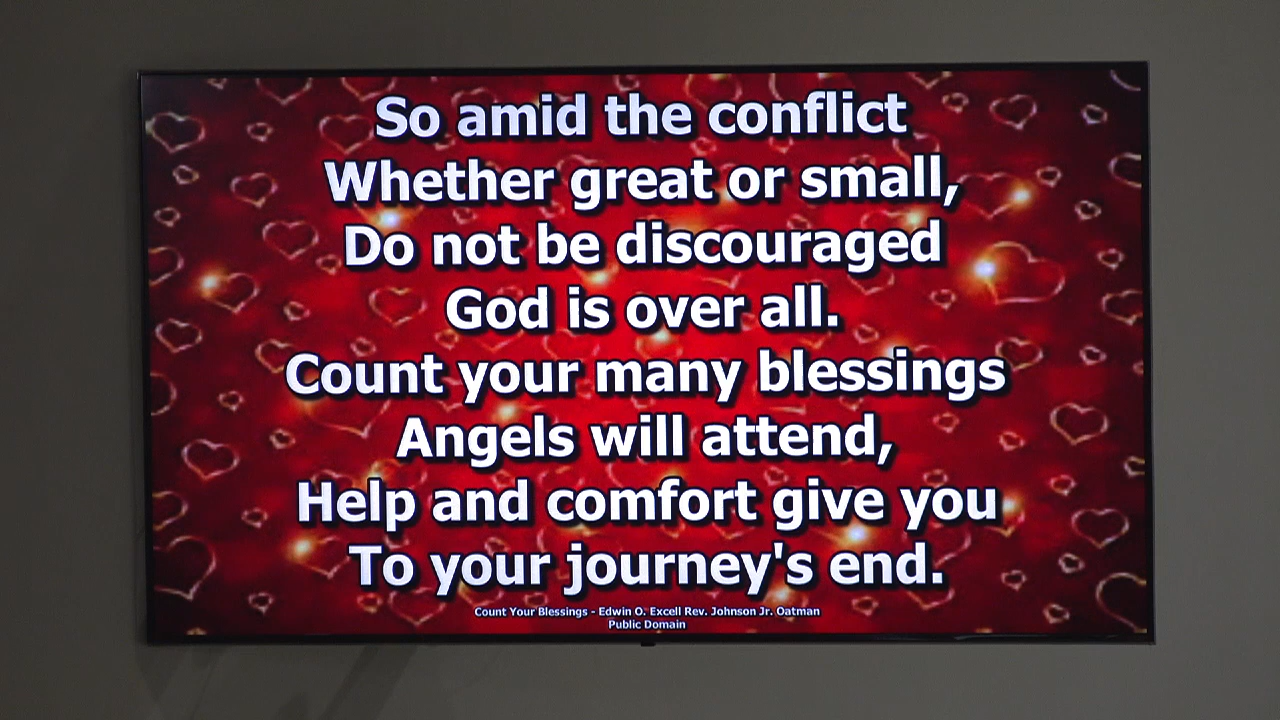 So amid the conflict
Whether great or small,
Do not be discouraged
God is over all.
Count your many blessings
Angels will attend,
Help and comfort give you
To your journey's end.
Count Your Blessings - Edwin O. Excell Rev. Johnson Jr. Oatman
Public Domain